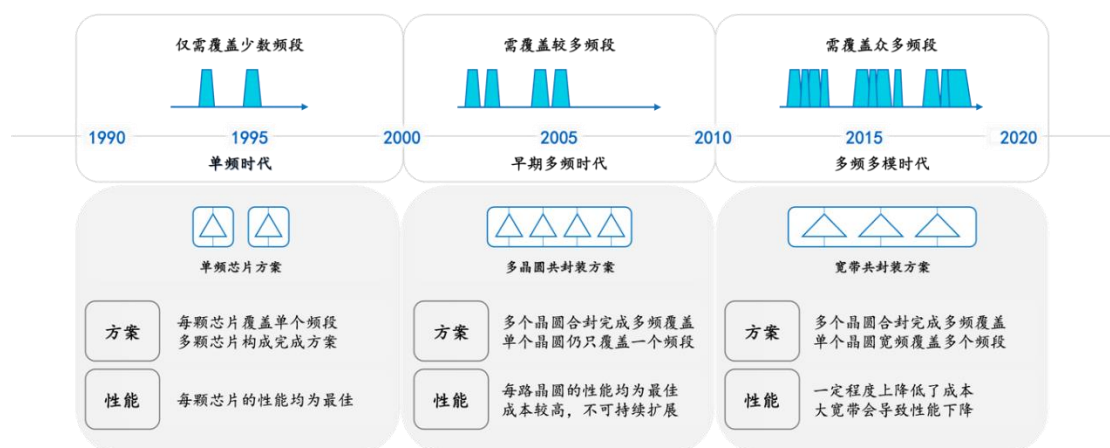 仅需覆盖少数频段
需覆盖较多频段
需覆盖众多频段
1990
1995
2000
2005
2010
2015
2020
单频时代
早期多频时代
多频多模时代
单频芯片方案
多晶圆共封装方案
宽带共封装方案
方案
每颗芯片覆盖单个频段
多颗芯片构成完成方案
方案
多个晶圆合封完成多频覆盖
单个晶圆仍只覆盖一个频段
方案
多个晶圆合封完成多频覆盖
单个晶圆宽频覆盖多个频段
性能
每颗芯片的性能均为最佳
性能
每路晶圆的性能均为最佳
成本较高，不可持续扩展
性能
一定程度上降低了成本
大宽带会导致性能下降